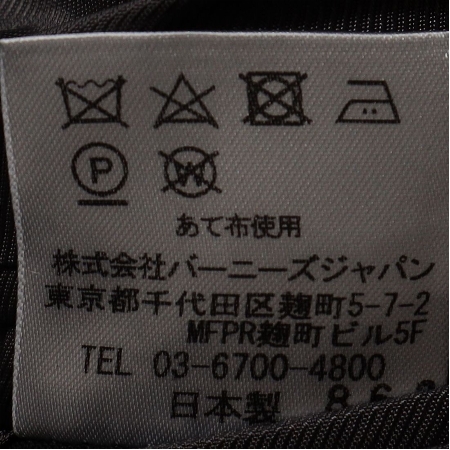 P W
あて布使用
株式会社バーニーズジャパン
東京都千代田区麹町5-7-2
MFPR麹町ビル5F
TEL 03-6700-4800
日本製 86